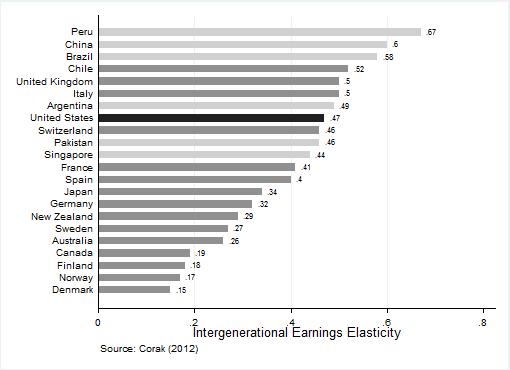 Peru .67
China .6
Brazil .58
Chile .52
United Kingdom .5
Italy .5
Argentina .49
United States .47
Switzerland .46
Pakistan .46
Singapore .44
France .41
Spain .4
Japan .34
Germany .32
New Zealand .29
Sweden .27
Australia .26
Canada .19
Finland .18
Norway .17
Denmark .15
0 .2 .4 .6 .8
Intergenerational Earnings Elasticity
Source: Corak (2012)